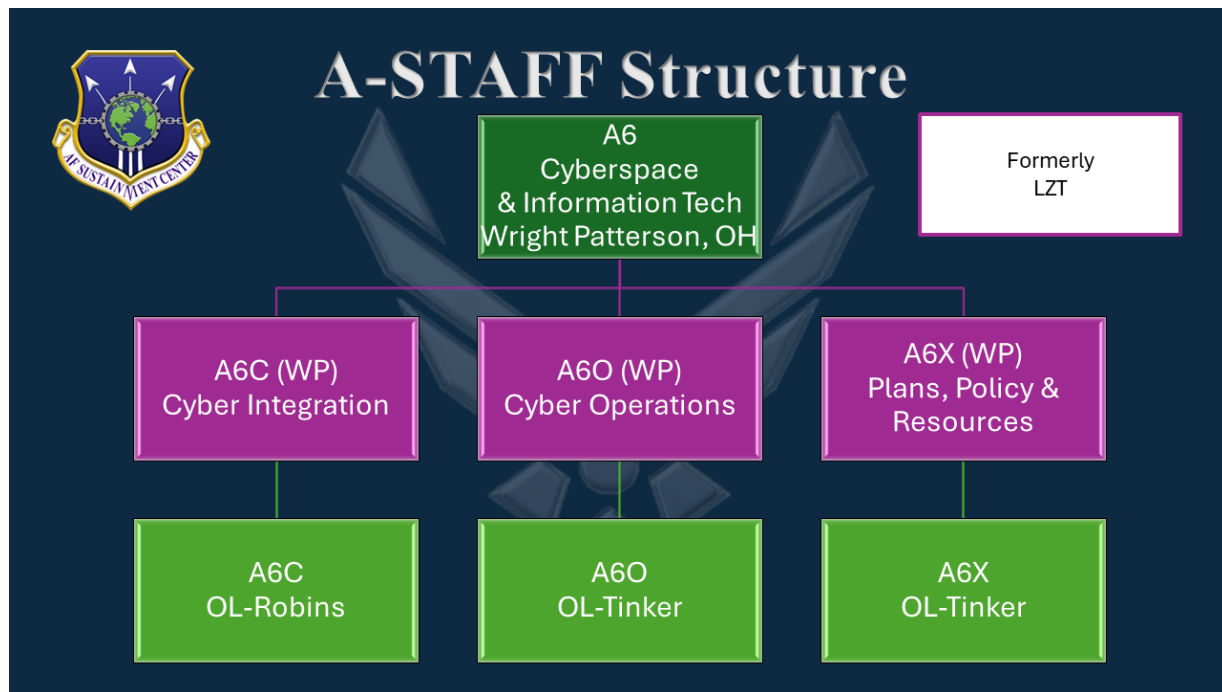 A-STAFF Structure
AF SUSTAINMENT CENTER
A6
Cyberspace
& Information Tech
Wright Patterson, OH
Formerly
LZT
A6C (WP)
Cyber Integration
A6O (WP)
Cyber Operations
A6X (WP)
Plans, Policy &
Resources
A6C
OL-Robins
A6O
OL-Tinker
A6X
OL-Tinker